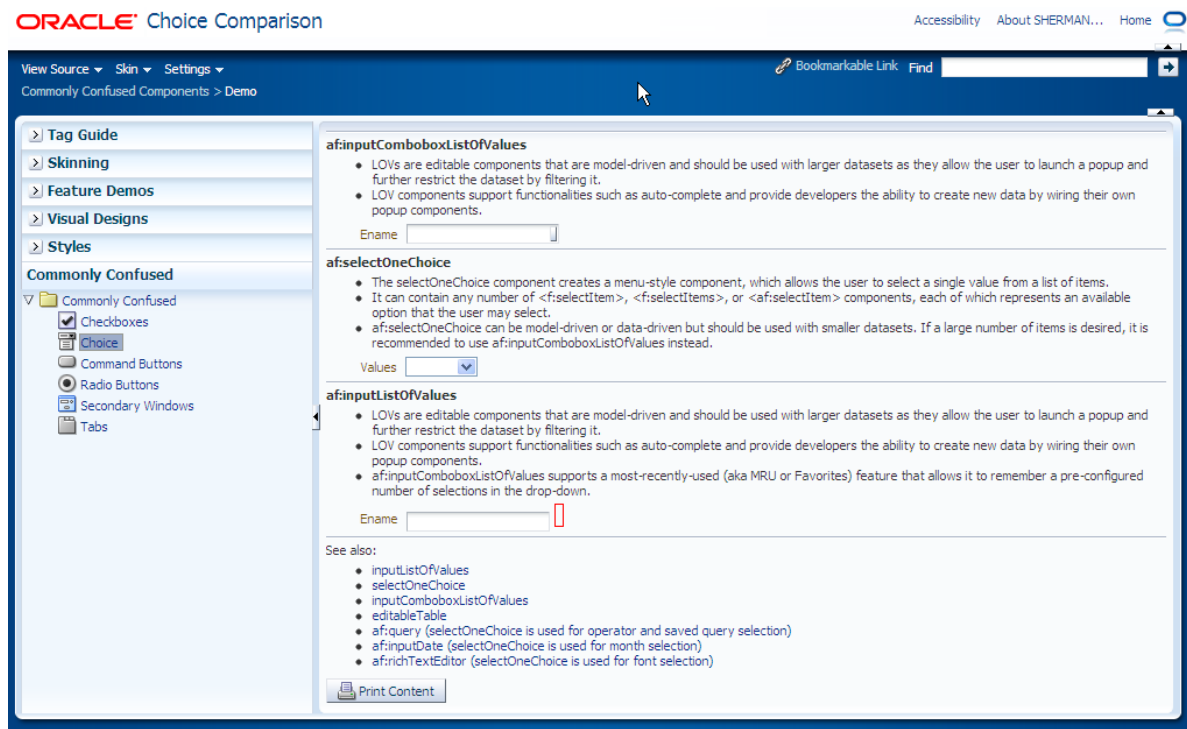 ORACLE Choice Comparison
Accessibility About SHERMAN... Home
View Source Skin Settings
Bookmarkable Link Find
Commonly Confused Components > Demo
Tag Guide
Skinning
Feature Demos
Visual Designs
Styles
Commonly Confused
Commonly Confused
Checkboxes
Choice
Command Buttons
Radio Buttons
Secondary Windows
Tabs
af:inputComboboxListOfValues
• LOVs are editable components that are model-driven and should be used with larger datasets as they allow the user to launch a popup and
further restrict the dataset by filtering it.
• LOV components support functionalities such as auto-complete and provide developers the ability to create new data by wiring their own
popup components.
Ename
af:selectOneChoice
• The selectOneChoice component creates a menu-style component, which allows the user to select a single value from a list of items.
• It can contain any number of <f:selectItem>, <f:selectItems>, or <af:selectItem> components, each of which represents an available
option that the user may select.
• af:selectOneChoice can be model-driven or data-driven but should be used with smaller datasets. If a large number of items is desired, it is
recommended to use af:inputComboboxListOfValues instead.
Values
af:inputListOfValues
• LOVs are editable components that are model-driven and should be used with larger datasets as they allow the user to launch a popup and
further restrict the dataset by filtering it.
• LOV components support functionalities such as auto-complete and provide developers the ability to create new data by wiring their own
popup components.
• af:inputComboboxListOfValues supports a most-recently-used (aka MRU or Favorites) feature that allows it to remember a pre-configured
number of selections in the drop-down.
Ename
See also:
• inputListOfValues
• selectOneChoice
• inputComboboxListOfValues
• editableTable
• af:query (selectOneChoice is used for operator and saved query selection)
• af:inputDate (selectOneChoice is used for month selection)
• af:richTextEditor (selectOneChoice is used for font selection)
Print Content